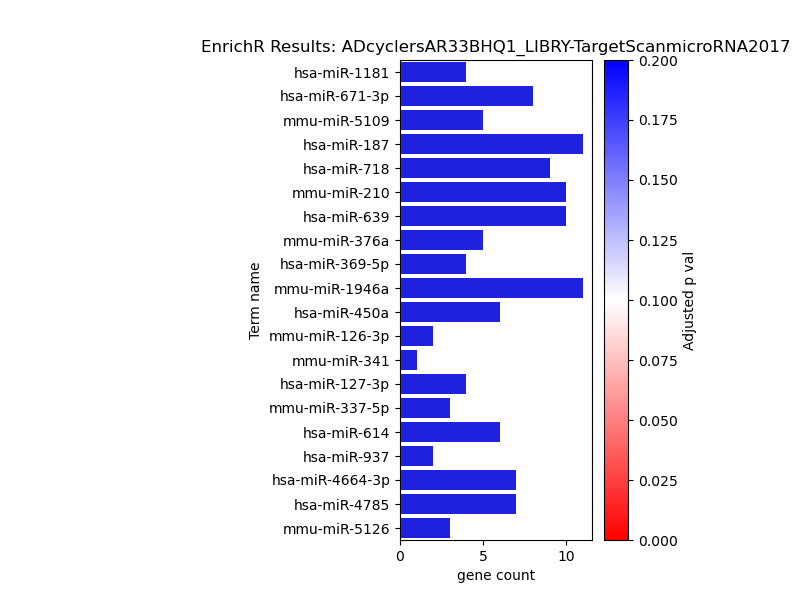 EnrichR Results: ADcyclersAR33BHQ1_LIBRY-TargetScanmicroRNA2017
hsa-miR-1181
hsa-miR-671-3p
mmu-miR-5109
hsa-miR-187
hsa-miR-718
mmu-miR-210
hsa-miR-639
mmu-miR-376a
hsa-miR-369-5p
mmu-miR-1946a
hsa-miR-450a
mmu-miR-126-3p
mmu-miR-341
hsa-miR-127-3p
mmu-miR-337-5p
hsa-miR-614
hsa-miR-937
hsa-miR-4664-3p
hsa-miR-4785
mmu-miR-5126
Term name
0 5 10
gene count
0.200
0.175
0.150
0.125
0.100
0.075
0.050
0.025
0.000
Adjusted p val